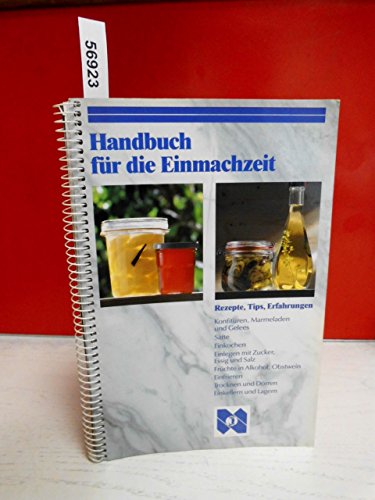 56923
Handbuch
für die Einmachzeit
Rezepte, Tips, Erfahrungen
Konfitüren, Marmeladen
und Gelees
Säfte
Einkochen
Einlegen mit Zucker,
Essig und Salz
Früchte in Alkohol, Obstwein
Einfrieren
Trocknen und Dörren
Einkellern und Lagern